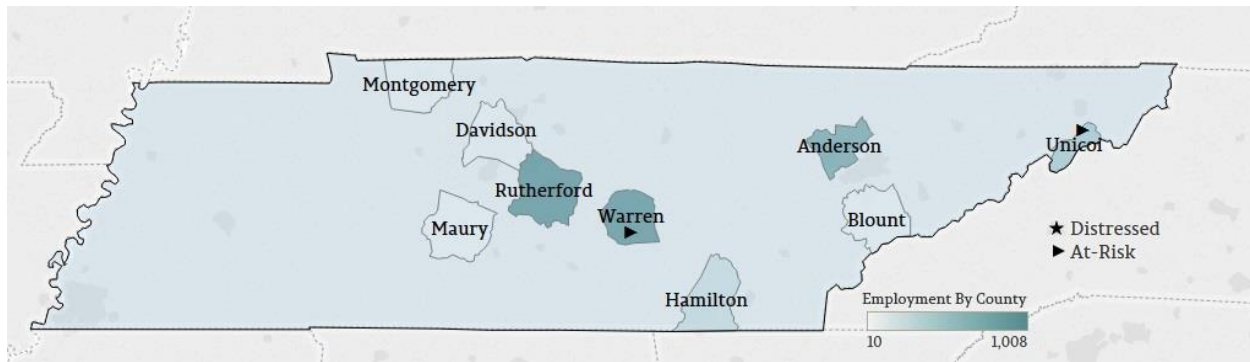 Montgomery
Davidson
Anderson
Unicoi
Rutherford
Warren
Maury
Blount
★ Distressed
► At-Risk
Hamilton
Employment By County
10 1,008